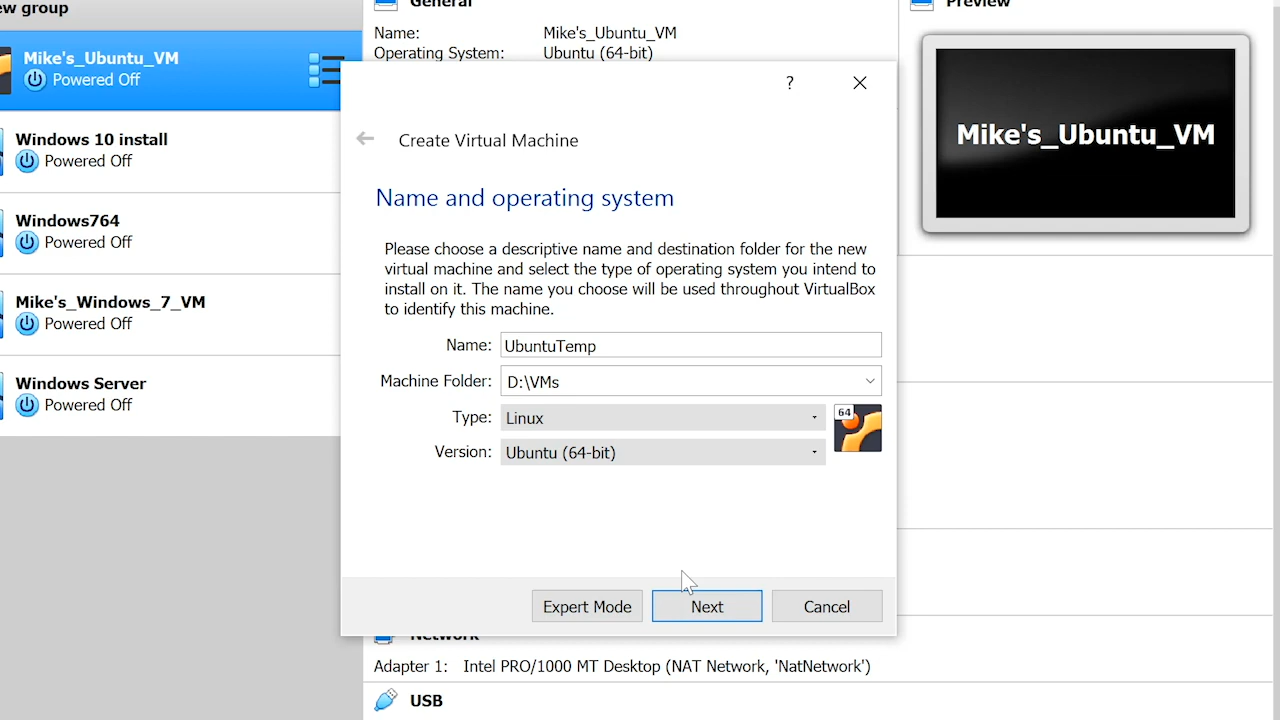 ew group
General
Preview
Name: Mike's_Ubuntu_VM
Operating System: Ubuntu (64-bit)
Mike's_Ubuntu_VM
Powered Off
Windows 10 install
Powered Off
Windows764
Powered Off
Mike's_Windows_7_VM
Powered Off
Windows Server
Powered Off
?
Create Virtual Machine
Name and operating system
Please choose a descriptive name and destination folder for the new
virtual machine and select the type of operating system you intend to
install on it. The name you choose will be used throughout VirtualBox
to identify this machine.
Name: UbuntuTemp
Machine Folder: D:\VMs
Type: Linux
64
Version: Ubuntu (64-bit)
Expert Mode
Next
Cancel
Mike's_Ubuntu_VM
Network
Adapter 1: Intel PRO/1000 MT Desktop (NAT Network, 'NatNetwork')
USB